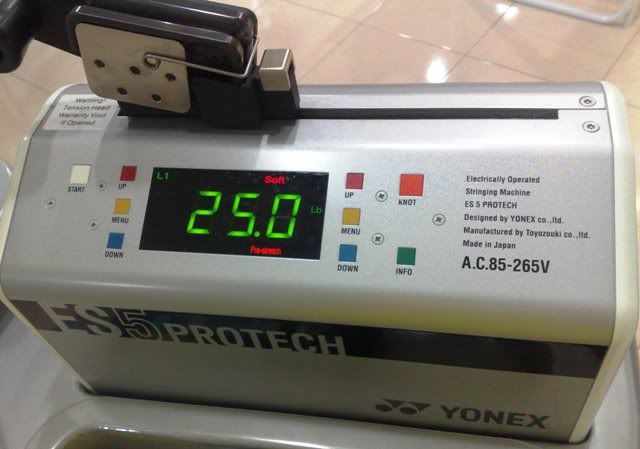 Warning!
Tension Head
Warranty Void
If Opened
START
UP
MENU
DOWN
L1
Soft
25.0
Lb
Pre-stretch
UP
MENU
DOWN
KNOT
INFO
Electrically Operated
Stringing Machine
ES 5 PROTECH
Designed by YONEX co.,ltd.
Manufactured by Toyozouki co.,ltd.
Made in Japan
A.C.85-265V
ES5 PROTECH
YONEX